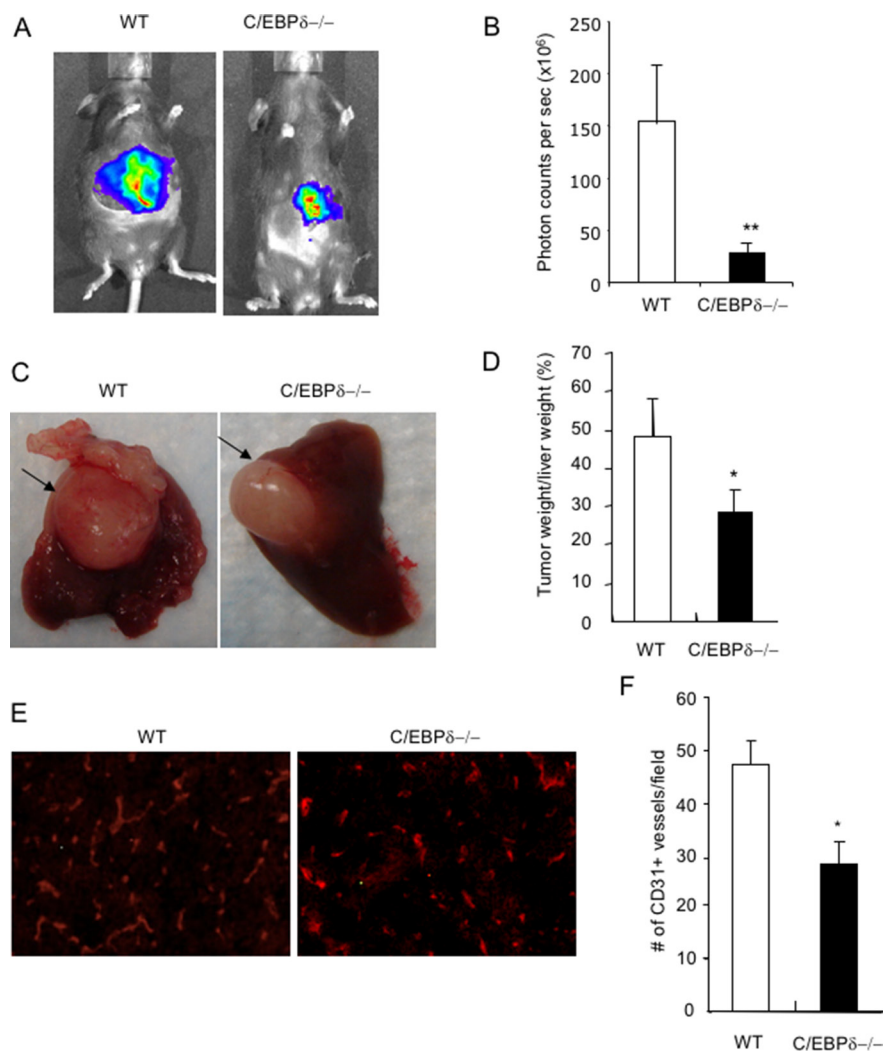 A
WT
C/EBPδ−/−
B
Photon counts per sec (x10⁶)
250
200
150
100
50
0
**
WT
C/EBPδ−/−
C
WT
C/EBPδ−/−
D
Tumor weight/liver weight (%)
70
60
50
40
30
20
10
0
*
WT
C/EBPδ−/−
E
WT
C/EBPδ−/−
F
# of CD31+ vessels/field
60
50
40
30
20
10
0
*
WT
C/EBPδ−/−